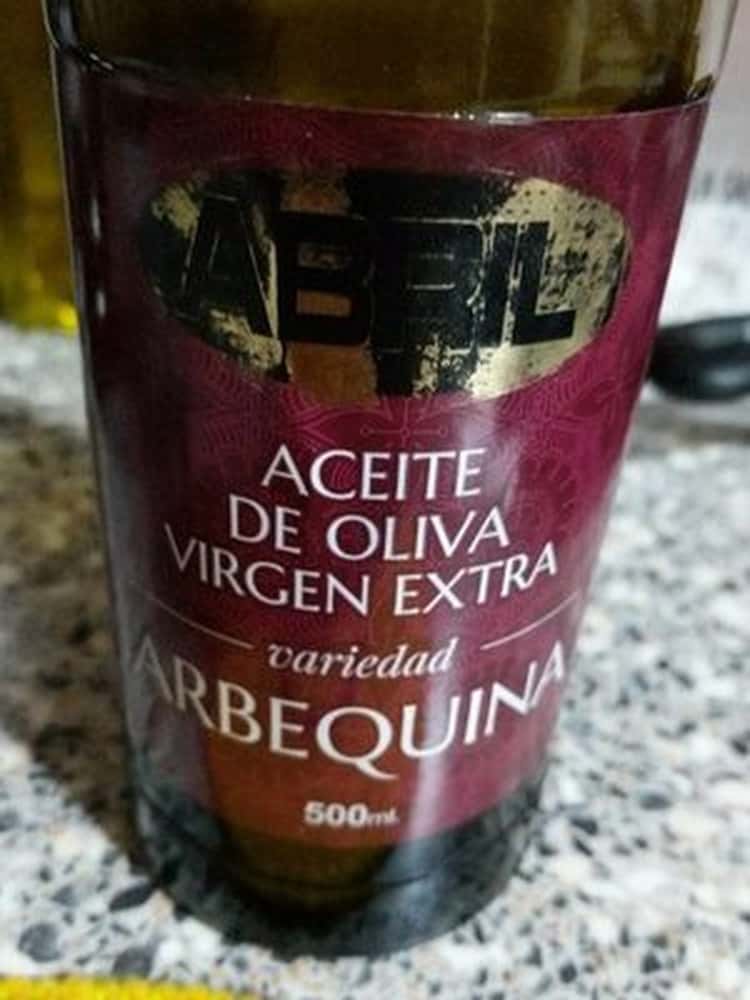 ABRIL
ACEITE
DE OLIVA
VIRGEN EXTRA
variedad
ARBEQUINA
500ml.